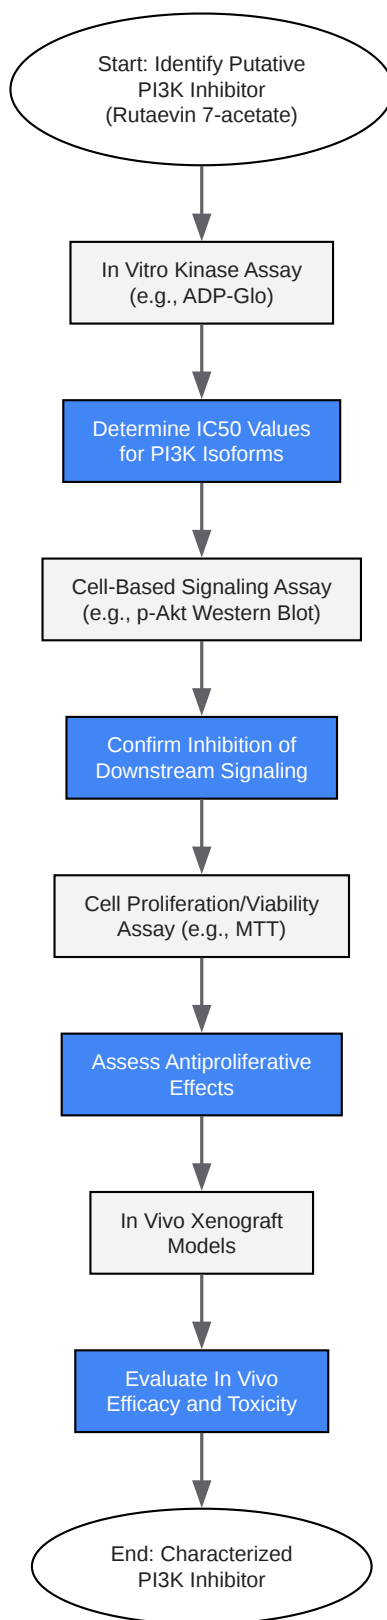 Start: Identify Putative
PI3K Inhibitor
(Rutaevin 7-acetate)
In Vitro Kinase Assay
(e.g., ADP-Glo)
Determine IC50 Values
for PI3K Isoforms
Cell-Based Signaling Assay
(e.g., p-Akt Western Blot)
Confirm Inhibition of
Downstream Signaling
Cell Proliferation/Viability
Assay (e.g., MTT)
Assess Antiproliferative
Effects
In Vivo Xenograft
Models
Evaluate In Vivo
Efficacy and Toxicity
End: Characterized
PI3K Inhibitor